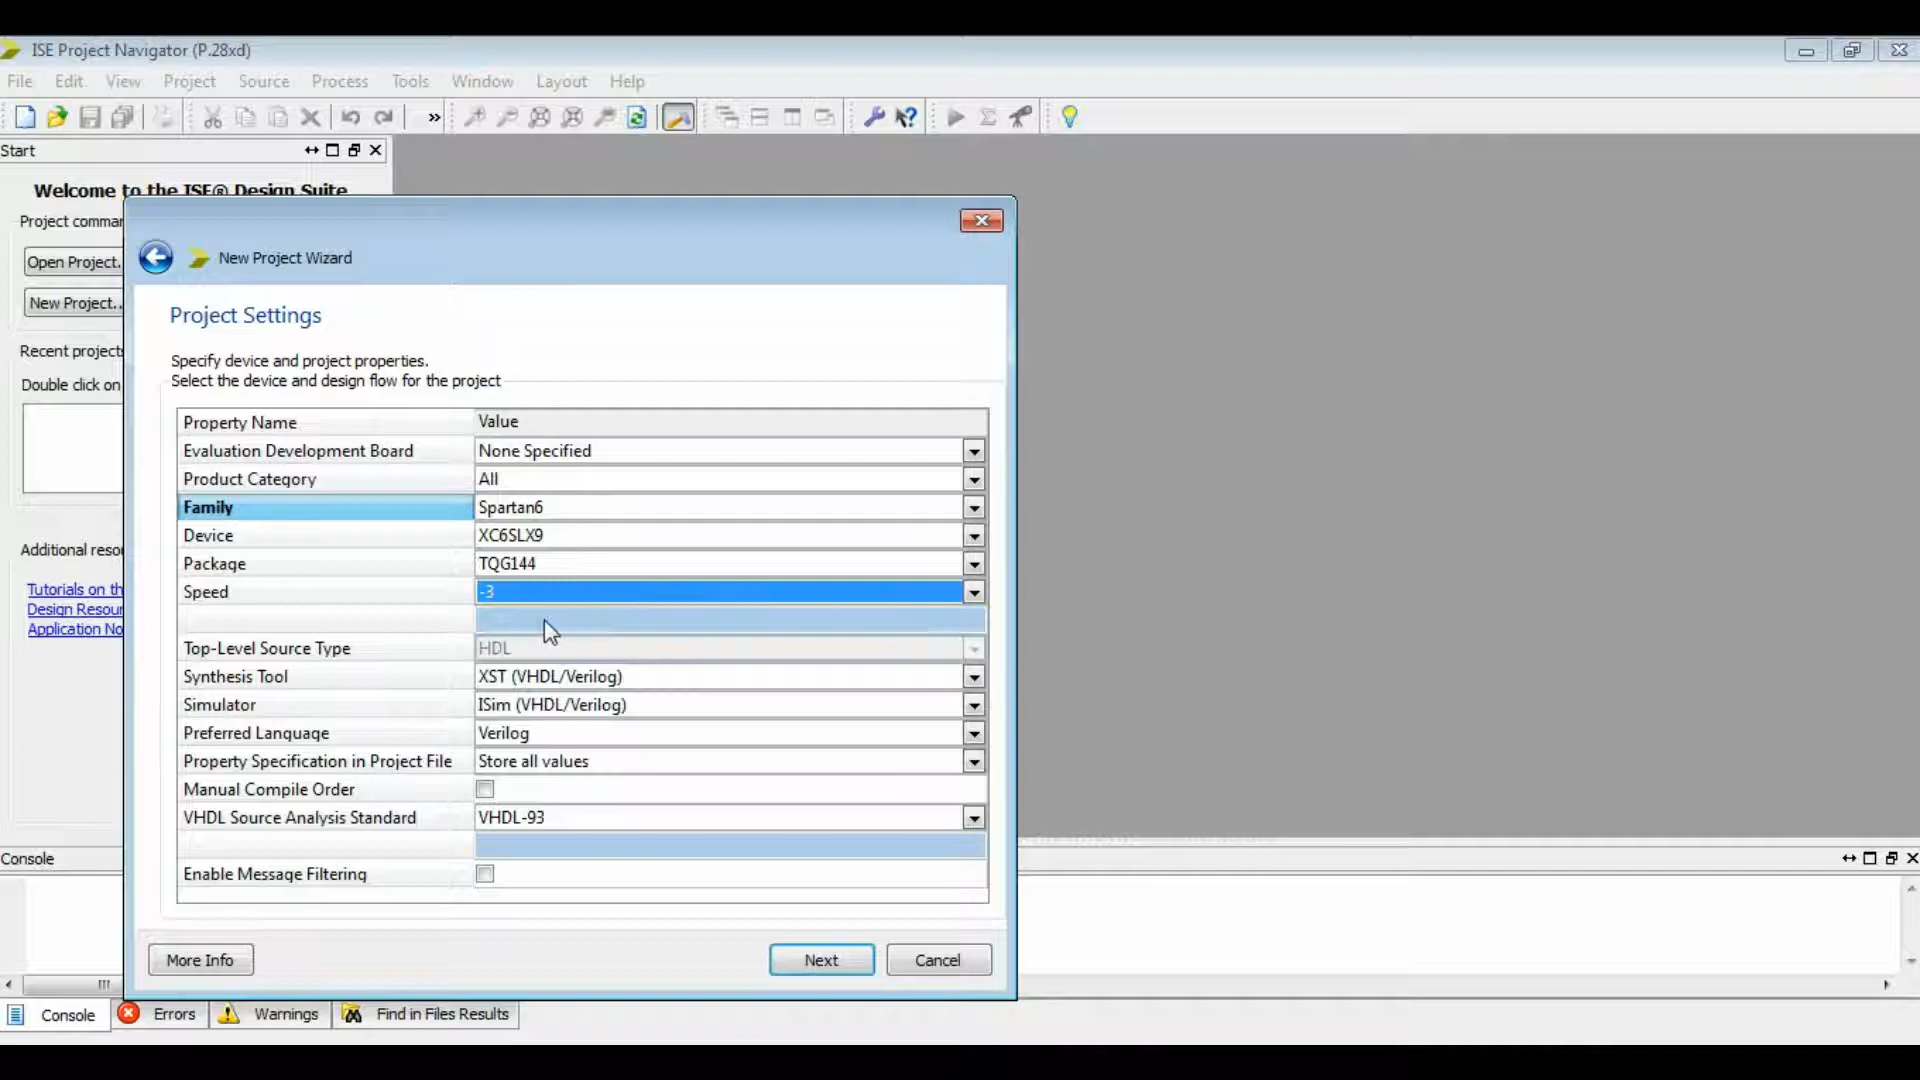 ISE Project Navigator (P.28xd)
File Edit View Project Source Process Tools Window Layout Help
Start
Welcome to the ISE® Design Suite
Project comman
Open Project.
New Project..
Recent projects
Double click on
Additional resou
Tutorials on th
Design Resour
Application No
New Project Wizard
Project Settings
Specify device and project properties.
Select the device and design flow for the project
Property Name Value
Evaluation Development Board None Specified
Product Category All
Family Spartan6
Device XC6SLX9
Package TQG144
Speed -3
Top-Level Source Type HDL
Synthesis Tool XST (VHDL/Verilog)
Simulator ISim (VHDL/Verilog)
Preferred Language Verilog
Property Specification in Project File Store all values
Manual Compile Order
VHDL Source Analysis Standard VHDL-93
Enable Message Filtering
More Info Next Cancel
Console
Console Errors Warnings Find in Files Results